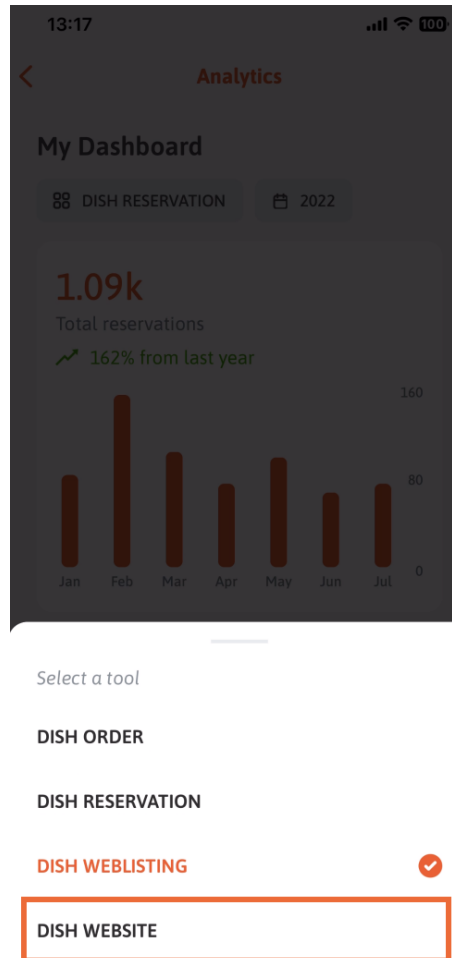 13:17
100
Analytics
My Dashboard
DISH RESERVATION 2022
1.09k
Total reservations
162% from last year
160
80
0
Jan Feb Mar Apr May Jun Jul
Select a tool
DISH ORDER
DISH RESERVATION
DISH WEBLISTING
DISH WEBSITE